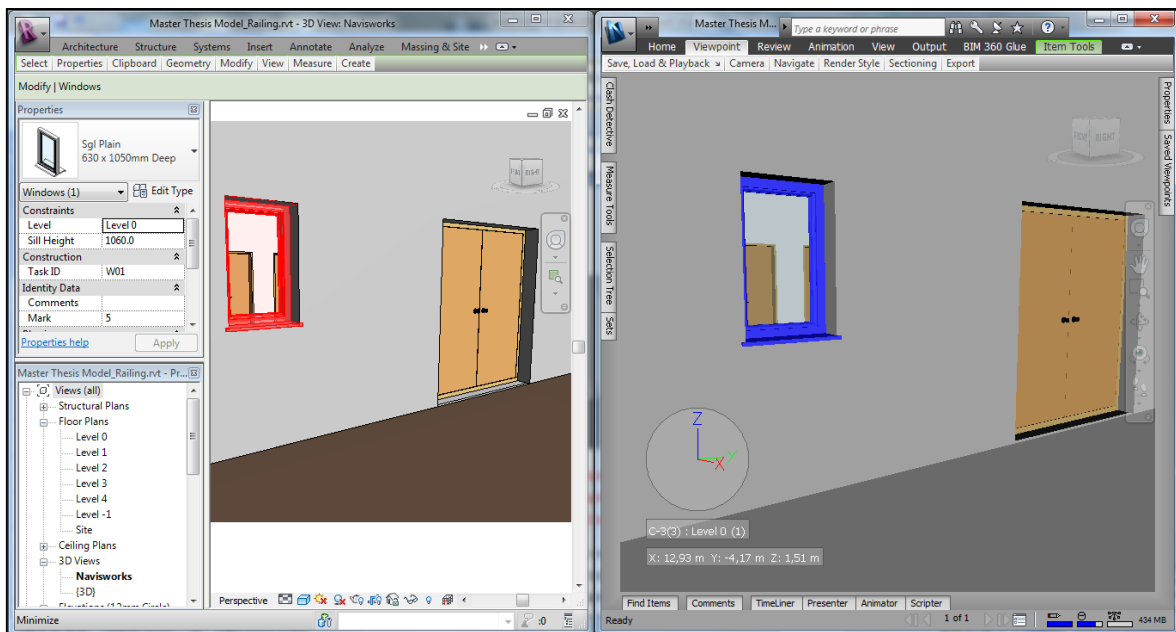 Master Thesis Model_Railing.rvt - 3D View: Navisworks
Architecture Structure Systems Insert Annotate Analyze Massing & Site
Select Properties Clipboard Geometry Modify View Measure Create
Modify | Windows
Properties
Sgl Plain
630 x 1050mm Deep
Windows (1) Edit Type
Constraints
Level Level 0
Sill Height 1060.0
Construction
Task ID W01
Identity Data
Comments
Mark 5
Properties help Apply
Master Thesis Model_Railing.rvt - Pr...
Views (all)
Structural Plans
Floor Plans
Level 0
Level 1
Level 2
Level 3
Level 4
Level -1
Site
Ceiling Plans
3D Views
Navisworks
{3D}
Elevations (12mm Circle)
RIGHT
Perspective
Minimize
:0
Master Thesis M...
Type a keyword or phrase
Home Viewpoint Review Animation View Output BIM 360 Glue Item Tools
Save, Load & Playback Camera Navigate Render Style Sectioning Export
Clash Detective
Measure Tools
Selection Tree
Sets
Properties
Saved Viewpoints
RIGHT
Z
Y
X
C-3(3) : Level 0 (1)
X: 12,93 m Y: -4,17 m Z: 1,51 m
Find Items Comments TimeLiner Presenter Animator Scripter
Ready 1 of 1 434 MB